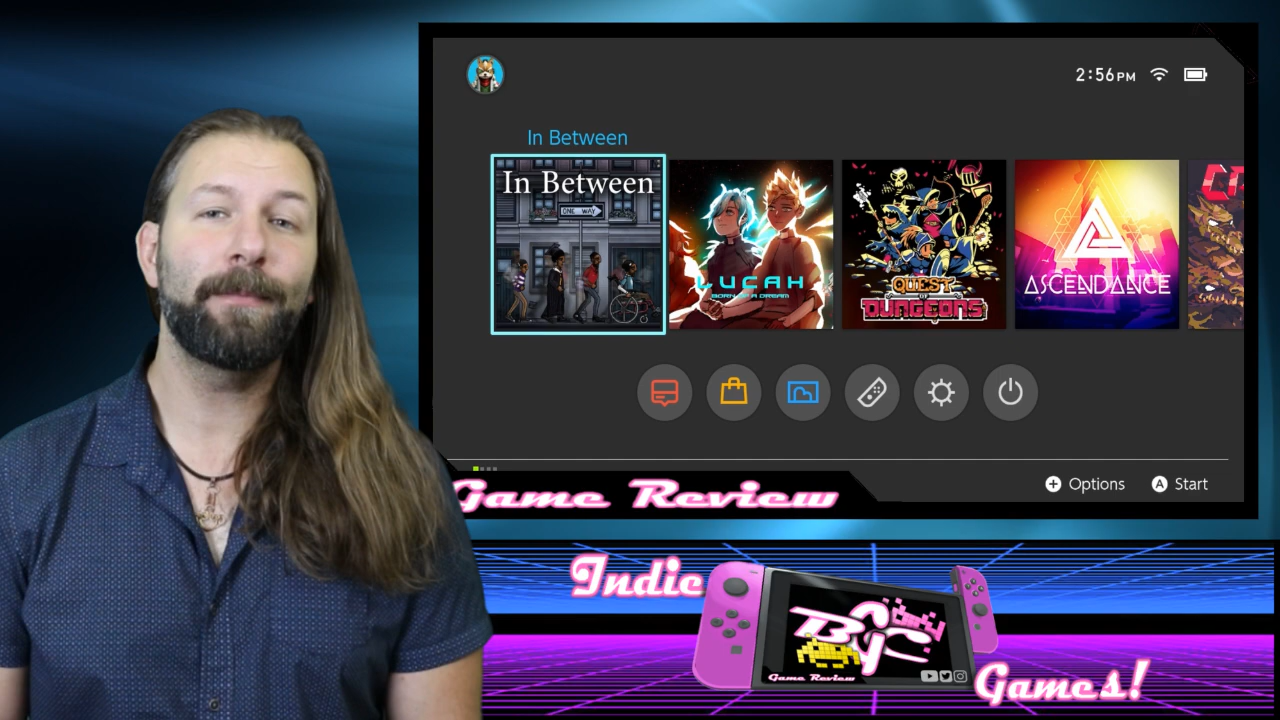 2:56PM
In Between
In Between
ONE WAY
LUCAH
BORN OF A DREAM
QUEST
OF
DUNGEONS
ASCENDANCE
Options
Start
Game Review
Indie
Game Review
Games!